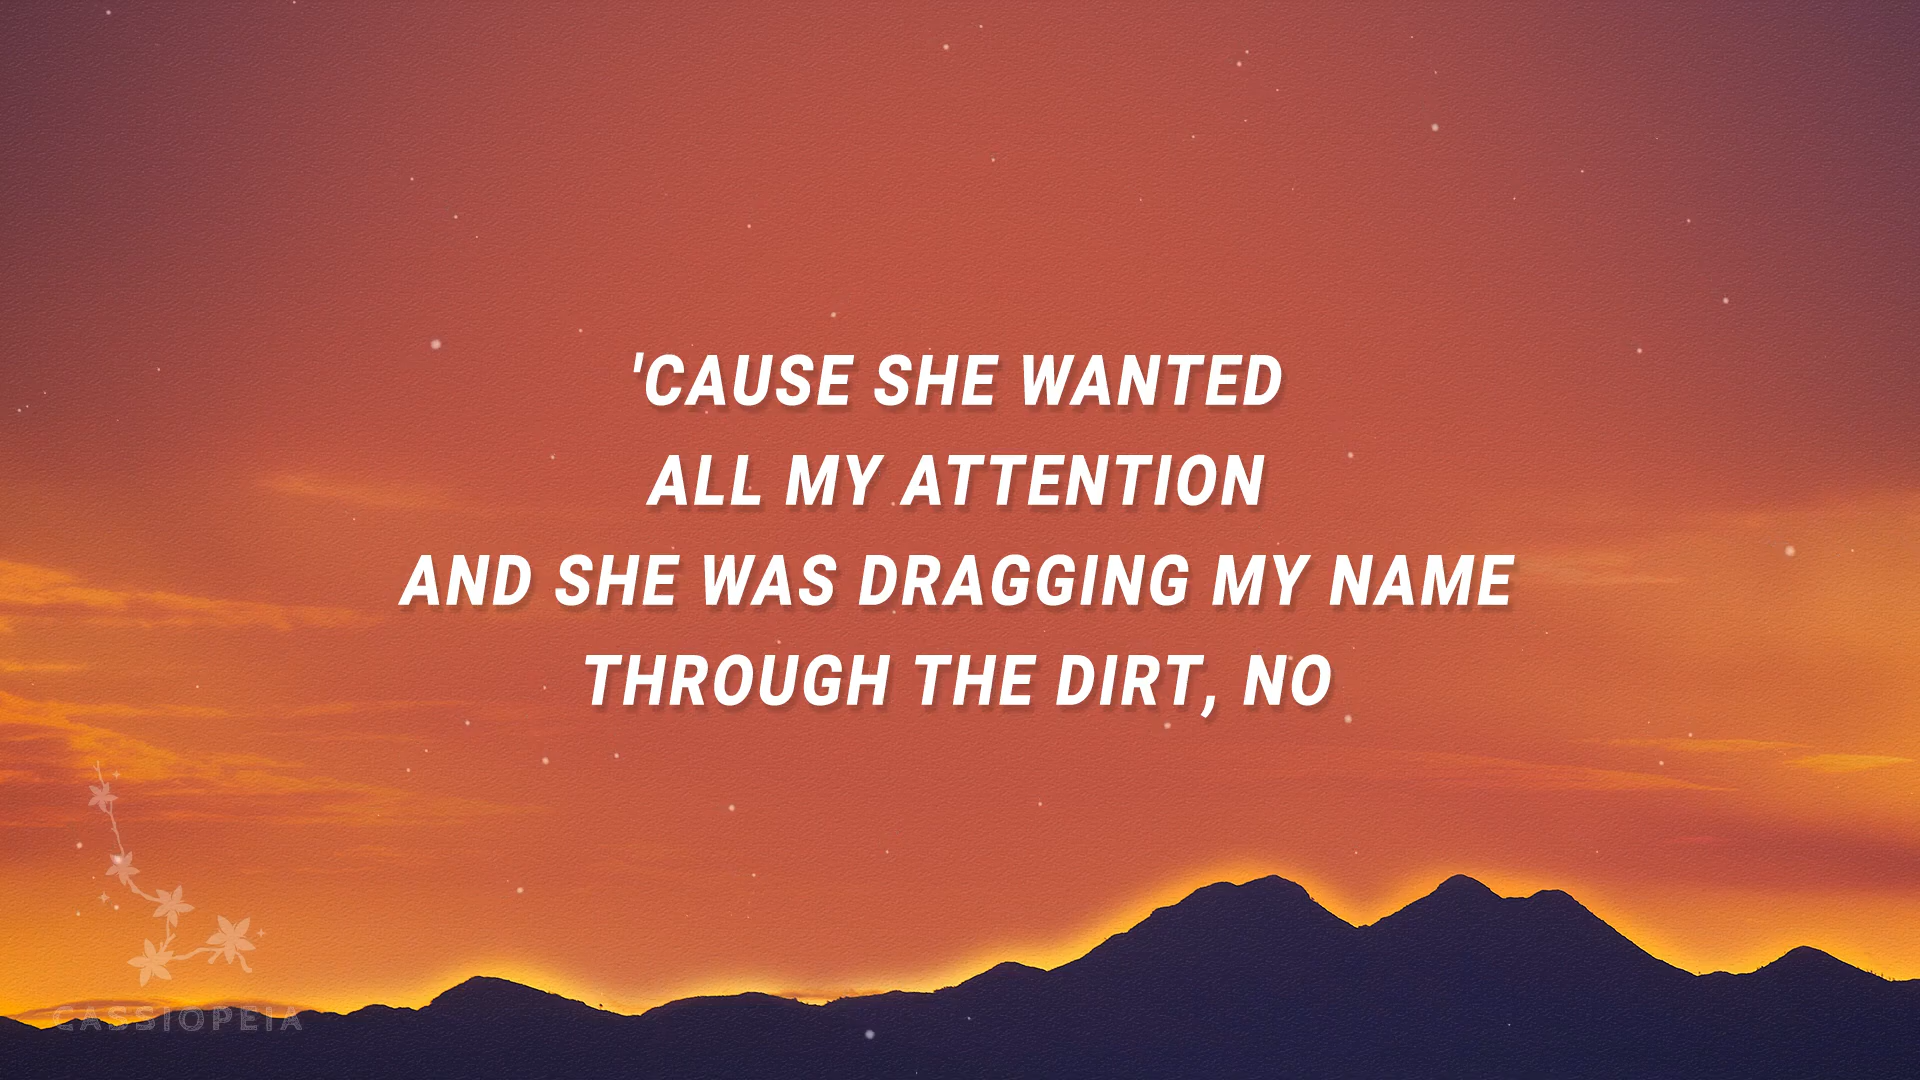 'CAUSE SHE WANTED
ALL MY ATTENTION
AND SHE WAS DRAGGING MY NAME
THROUGH THE DIRT, NO
CASSIOPEIA